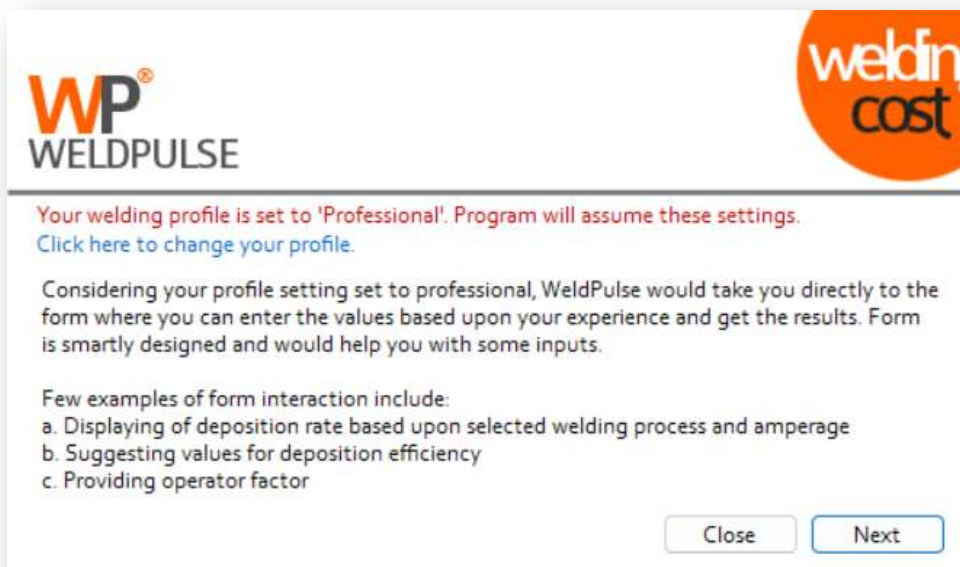 WP®
WELDPULSE
weldin
cost
Your welding profile is set to 'Professional'. Program will assume these settings.
Click here to change your profile.
Considering your profile setting set to professional, WeldPulse would take you directly to the
form where you can enter the values based upon your experience and get the results. Form
is smartly designed and would help you with some inputs.
Few examples of form interaction include:
a. Displaying of deposition rate based upon selected welding process and amperage
b. Suggesting values for deposition efficiency
c. Providing operator factor
Close
Next